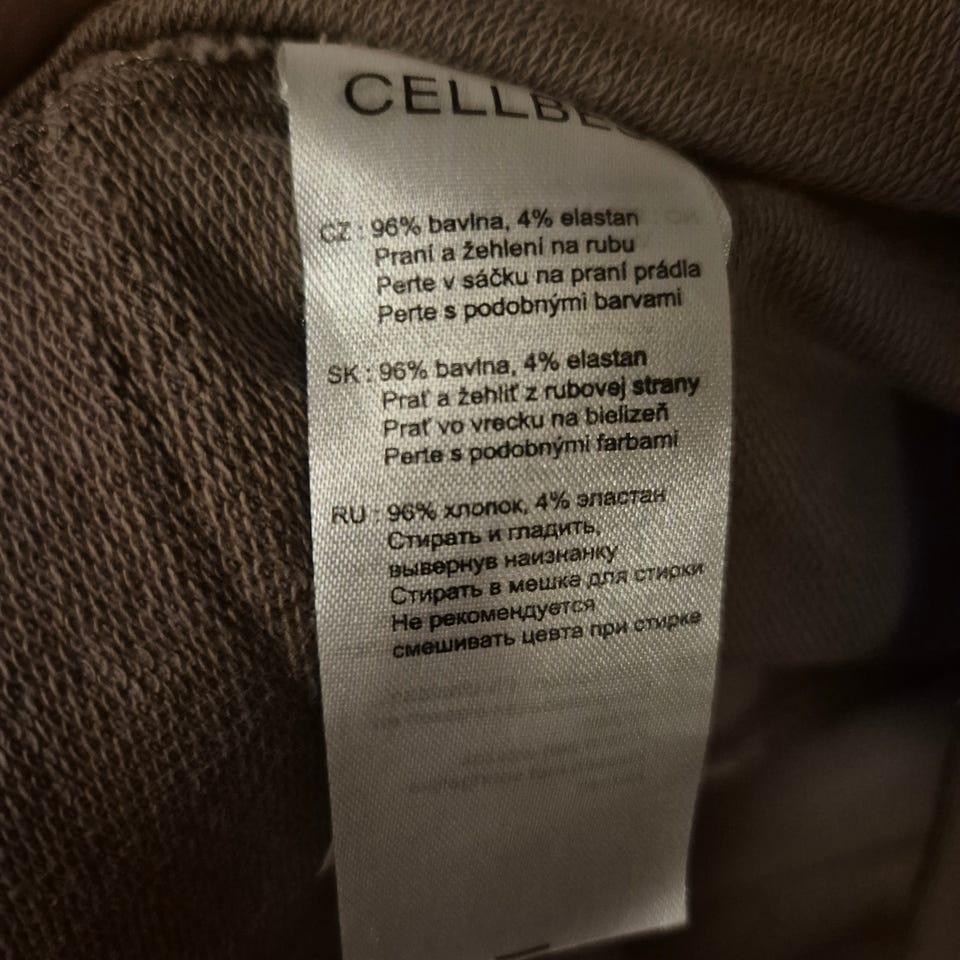 CELLBES
CZ : 96% bavlna, 4% elastan
Praní a žehlení na rubu
Perte v sáčku na praní prádla
Perte s podobnými barvami
SK : 96% bavlna, 4% elastan
Prať a žehliť z rubovej strany
Prať vo vrecku na bielizeň
Perte s podobnými farbami
RU : 96% хлопок, 4% эластан
Стирать и гладить,
вывернув наизнанку
Стирать в мешке для стирки
Не рекомендуется
смешивать цевта при стирке